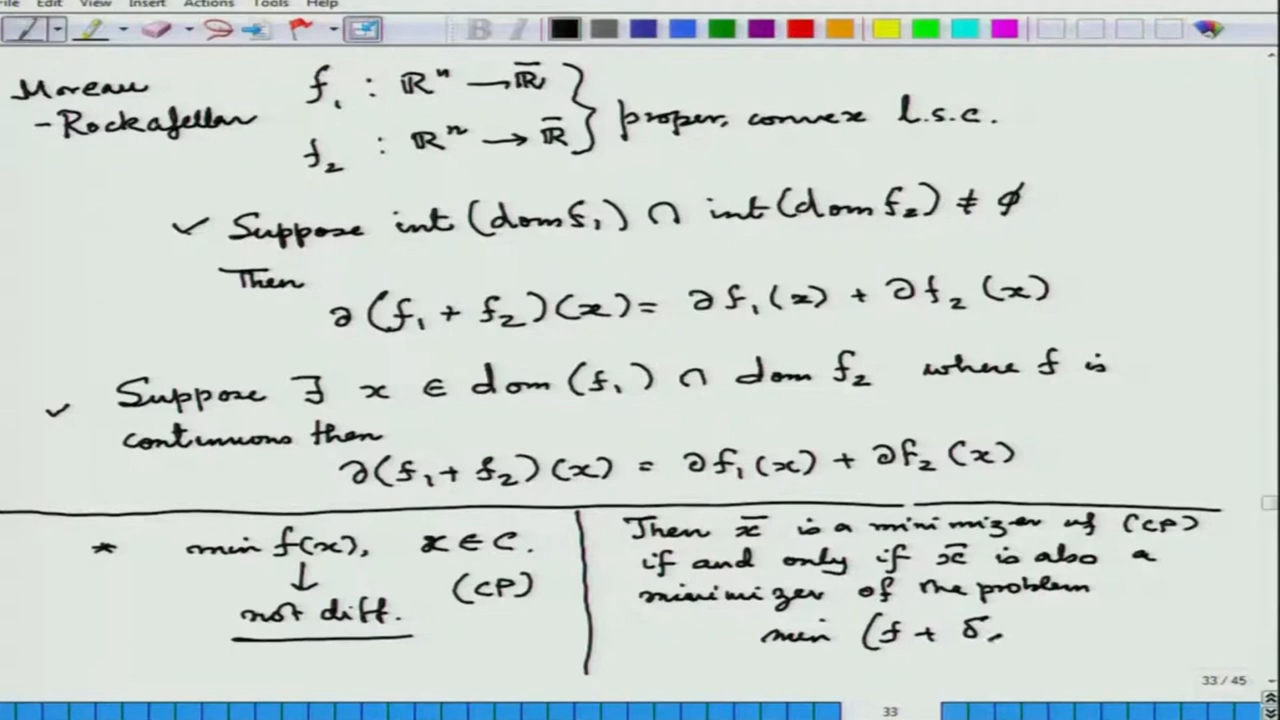 File Edit View Insert Actions Tools Help
Moreau
-Rockafellar
f₁ : ℝⁿ → ℝ̄ } proper, convex l.s.c.
f₂ : ℝⁿ → ℝ̄
✓ Suppose int (dom f₁) ∩ int (dom f₂) ≠ ∅
Then
∂(f₁ + f₂)(x) = ∂f₁(x) + ∂f₂(x)
✓ Suppose ∃ x ∈ dom (f₁) ∩ dom f₂ where f is
continuous then
∂(f₁ + f₂)(x) = ∂f₁(x) + ∂f₂(x)
* min f(x), x ∈ C.
↓ (CP)
not diff.
Then x̄ is a minimizer of (CP)
if and only if x̄ is also a
minimizer of the problem
min (f + δ
33 / 45
33